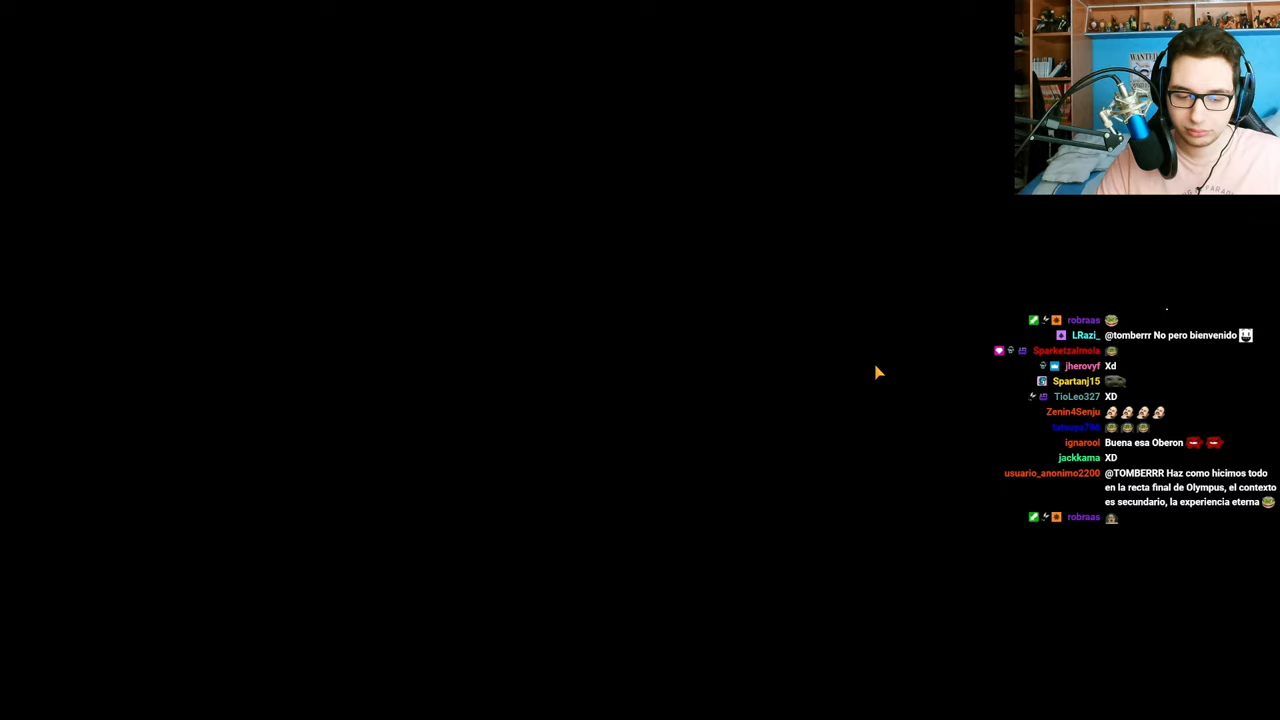 WANTED
robraas
LRazi_ @tomberrr No pero bienvenido
Sparketzalmola
jherovyf Xd
Spartanj15
TioLeo327 XD
Zenin4Senju
ignarool Buena esa Oberon
jackkama XD
usuario_anonimo2200 @TOMBERRR Haz como hicimos todo
en la recta final de Olympus, el contexto
es secundario, la experiencia eterna
robraas